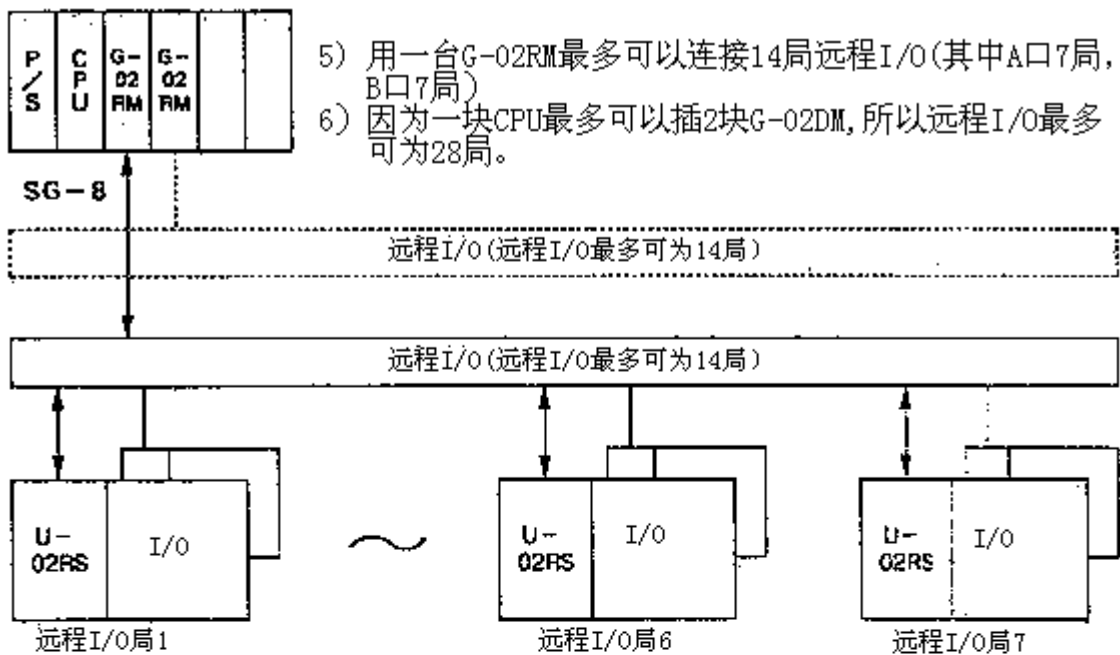 P/S
CPU
G-02RM
G-02RM
5) 用一台G-02RM最多可以连接14局远程I/O(其中A口7局,
B口7局)
6) 因为一块CPU最多可以插2块G-02DM,所以远程I/O最多
可为28局。
SG-8
远程I/O(远程I/O最多可为14局)
远程I/O(远程I/O最多可为14局)
U-02RS
I/O
U-02RS
I/O
U-02RS
I/O
远程I/O局1
远程I/O局6
远程I/O局7